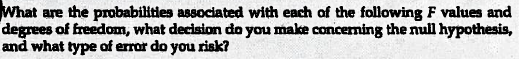 What are the probabilities associated with each of the following F values and
degrees of freedom, what decision do you make concerning the null hypothesis,
and what type of error do you risk?